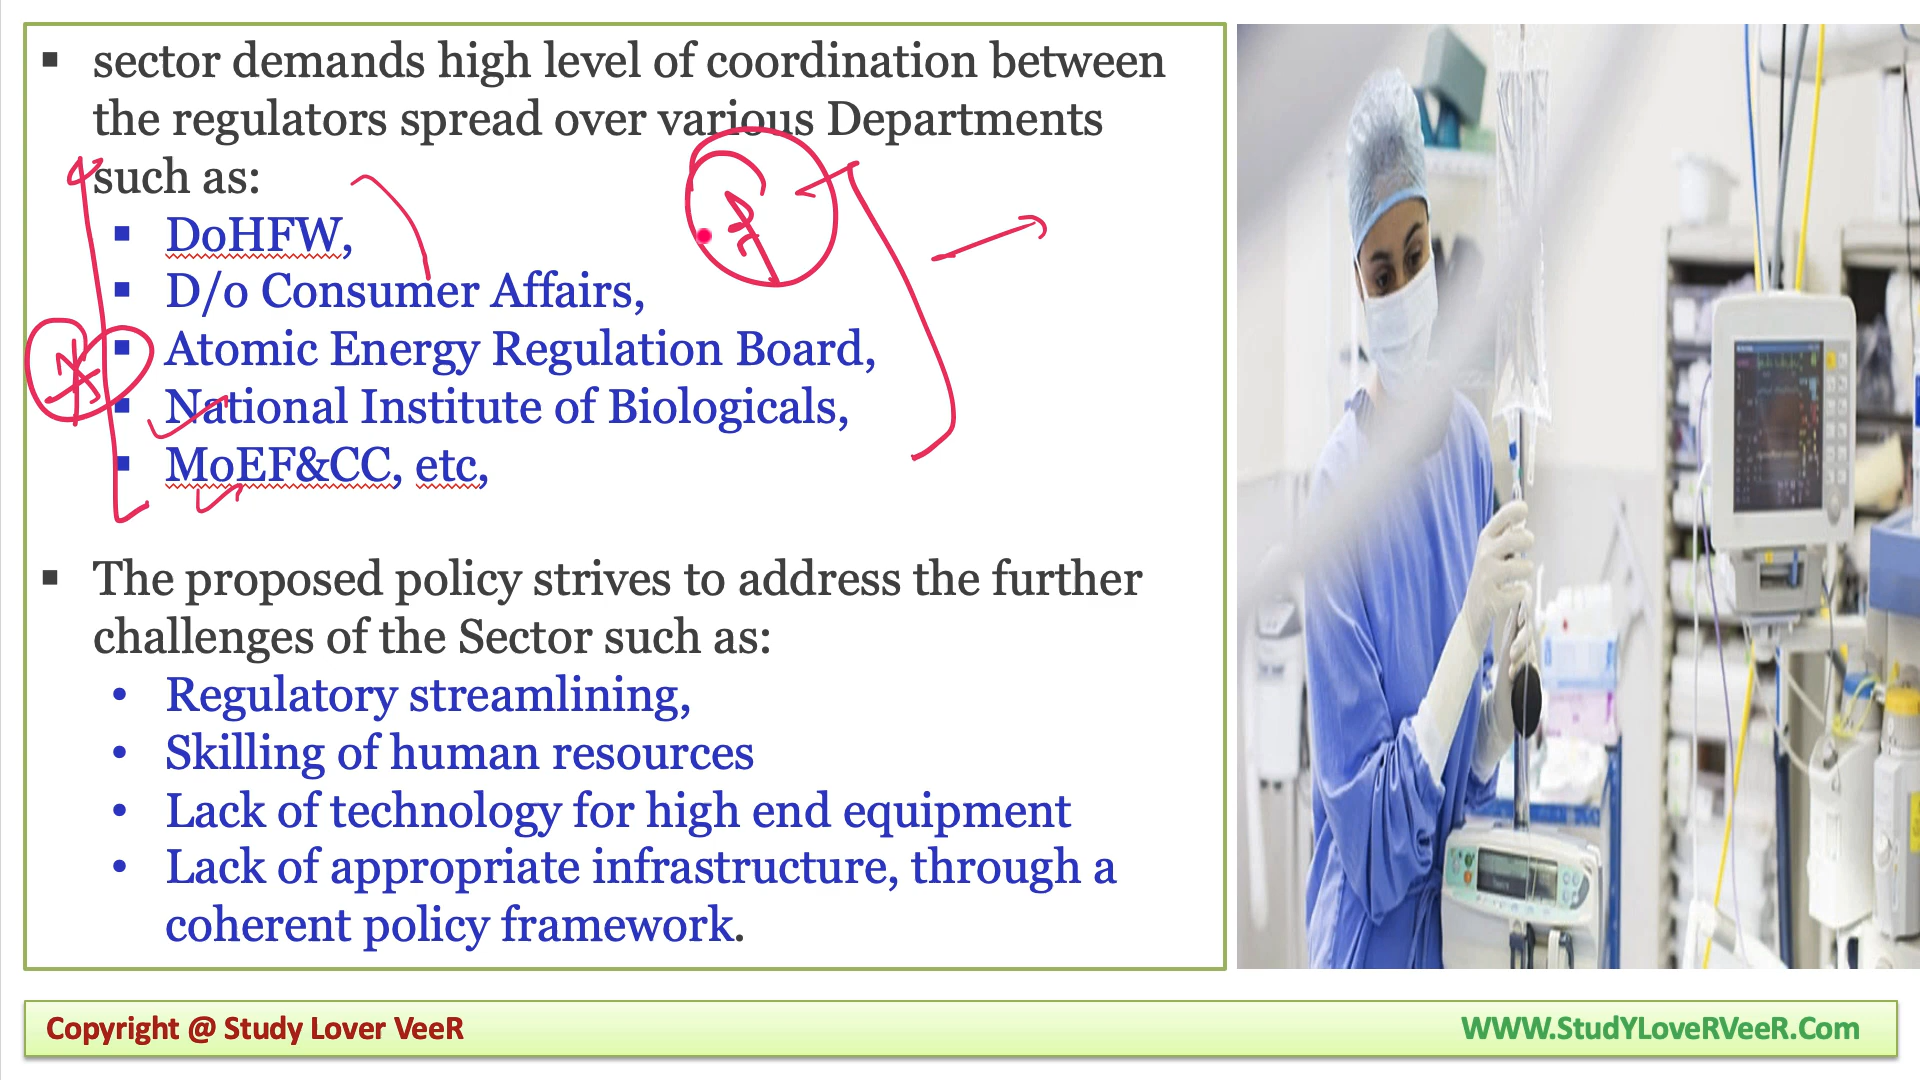 ▪ sector demands high level of coordination between
the regulators spread over various Departments
such as:
▪ DoHFW,
▪ D/o Consumer Affairs,
▪ Atomic Energy Regulation Board,
▪ National Institute of Biologicals,
▪ MoEF&CC, etc,
▪ The proposed policy strives to address the further
challenges of the Sector such as:
• Regulatory streamlining,
• Skilling of human resources
• Lack of technology for high end equipment
• Lack of appropriate infrastructure, through a
coherent policy framework.
Copyright @ Study Lover VeeR
WWW.StudYLoveRVeeR.Com